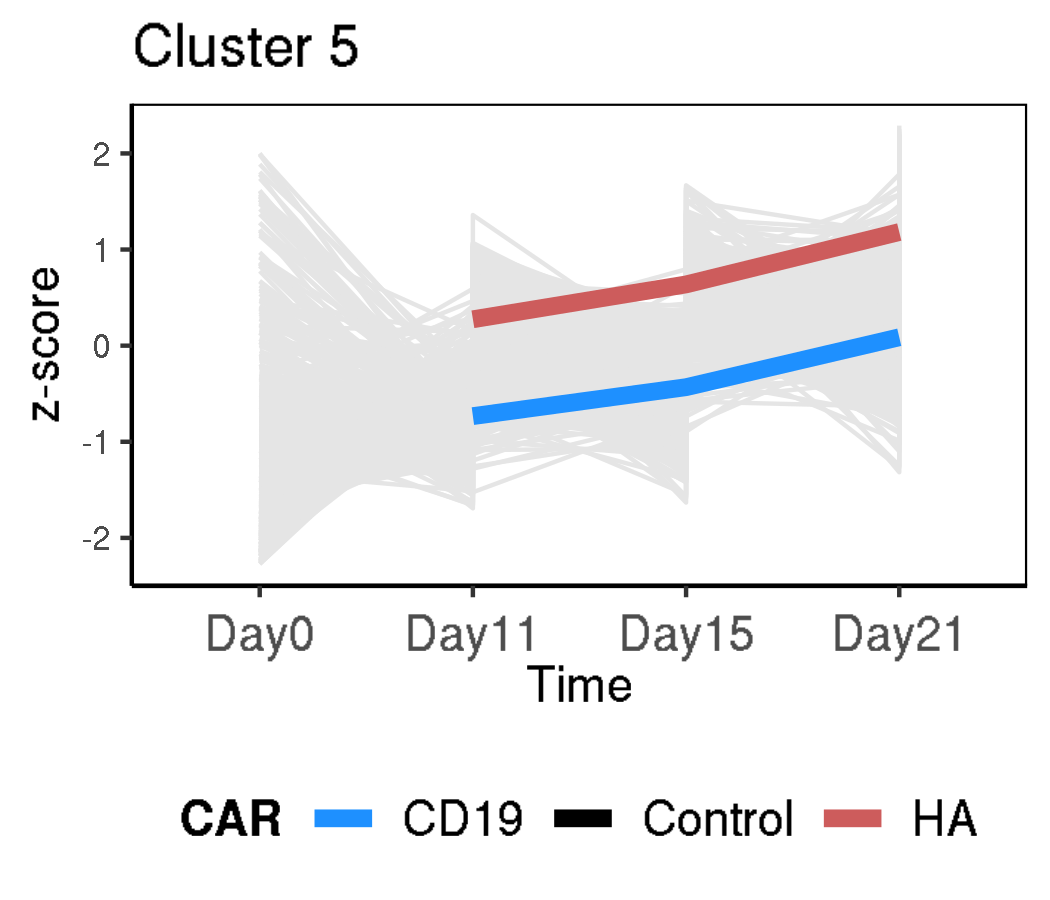 Cluster 5
2
1
0
-1
-2
z-score
Day0 Day11 Day15 Day21
Time
CAR CD19 Control HA